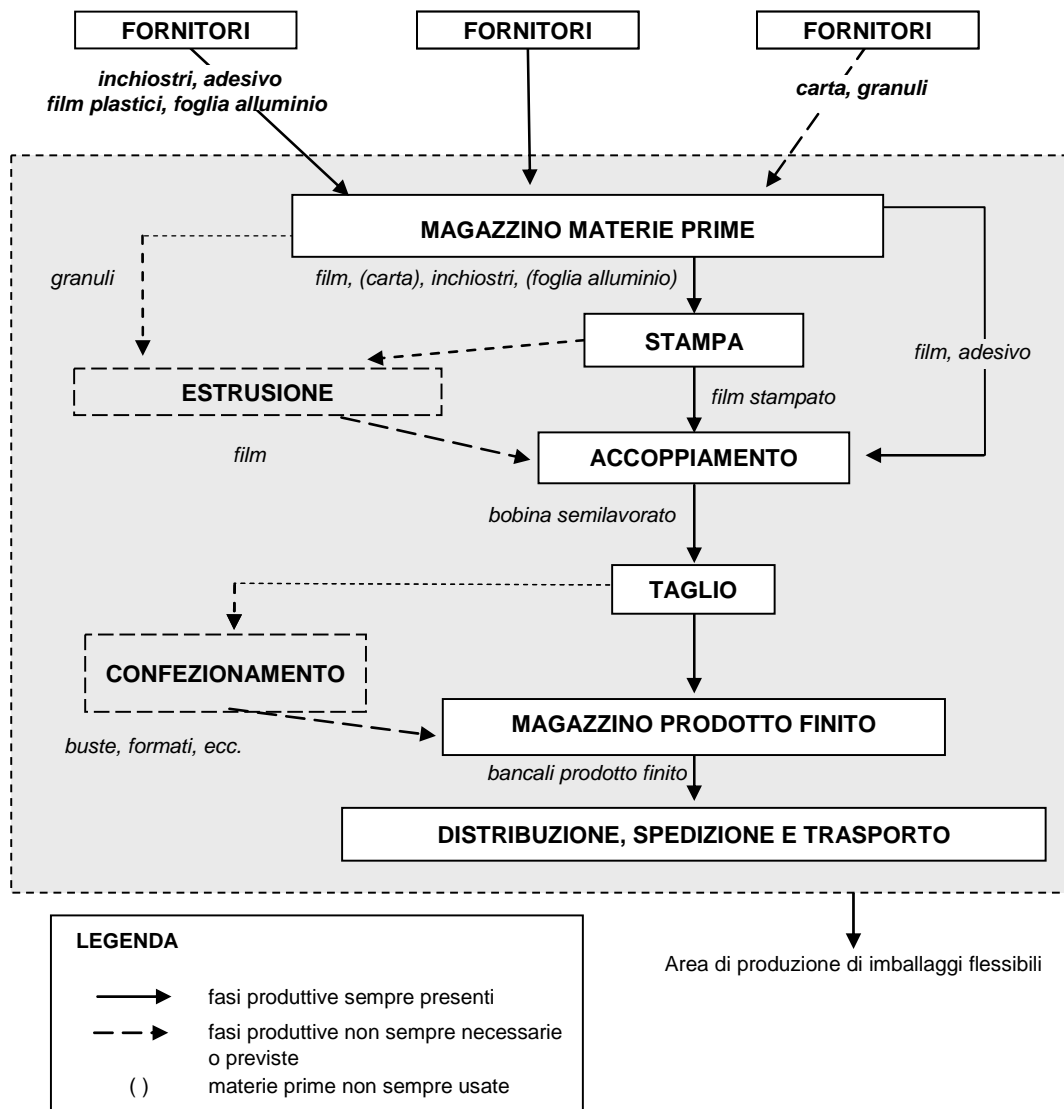 FORNITORI
FORNITORI
FORNITORI
inchiostri, adesivo
film plastici, foglia alluminio
carta, granuli
MAGAZZINO MATERIE PRIME
granuli
film, (carta), inchiostri, (foglia alluminio)
STAMPA
film, adesivo
ESTRUSIONE
film stampato
film
ACCOPPIAMENTO
bobina semilavorato
TAGLIO
CONFEZIONAMENTO
MAGAZZINO PRODOTTO FINITO
buste, formati, ecc.
bancali prodotto finito
DISTRIBUZIONE, SPEDIZIONE E TRASPORTO
LEGENDA
Area di produzione di imballaggi flessibili
fasi produttive sempre presenti
fasi produttive non sempre necessarie
o previste
( ) materie prime non sempre usate